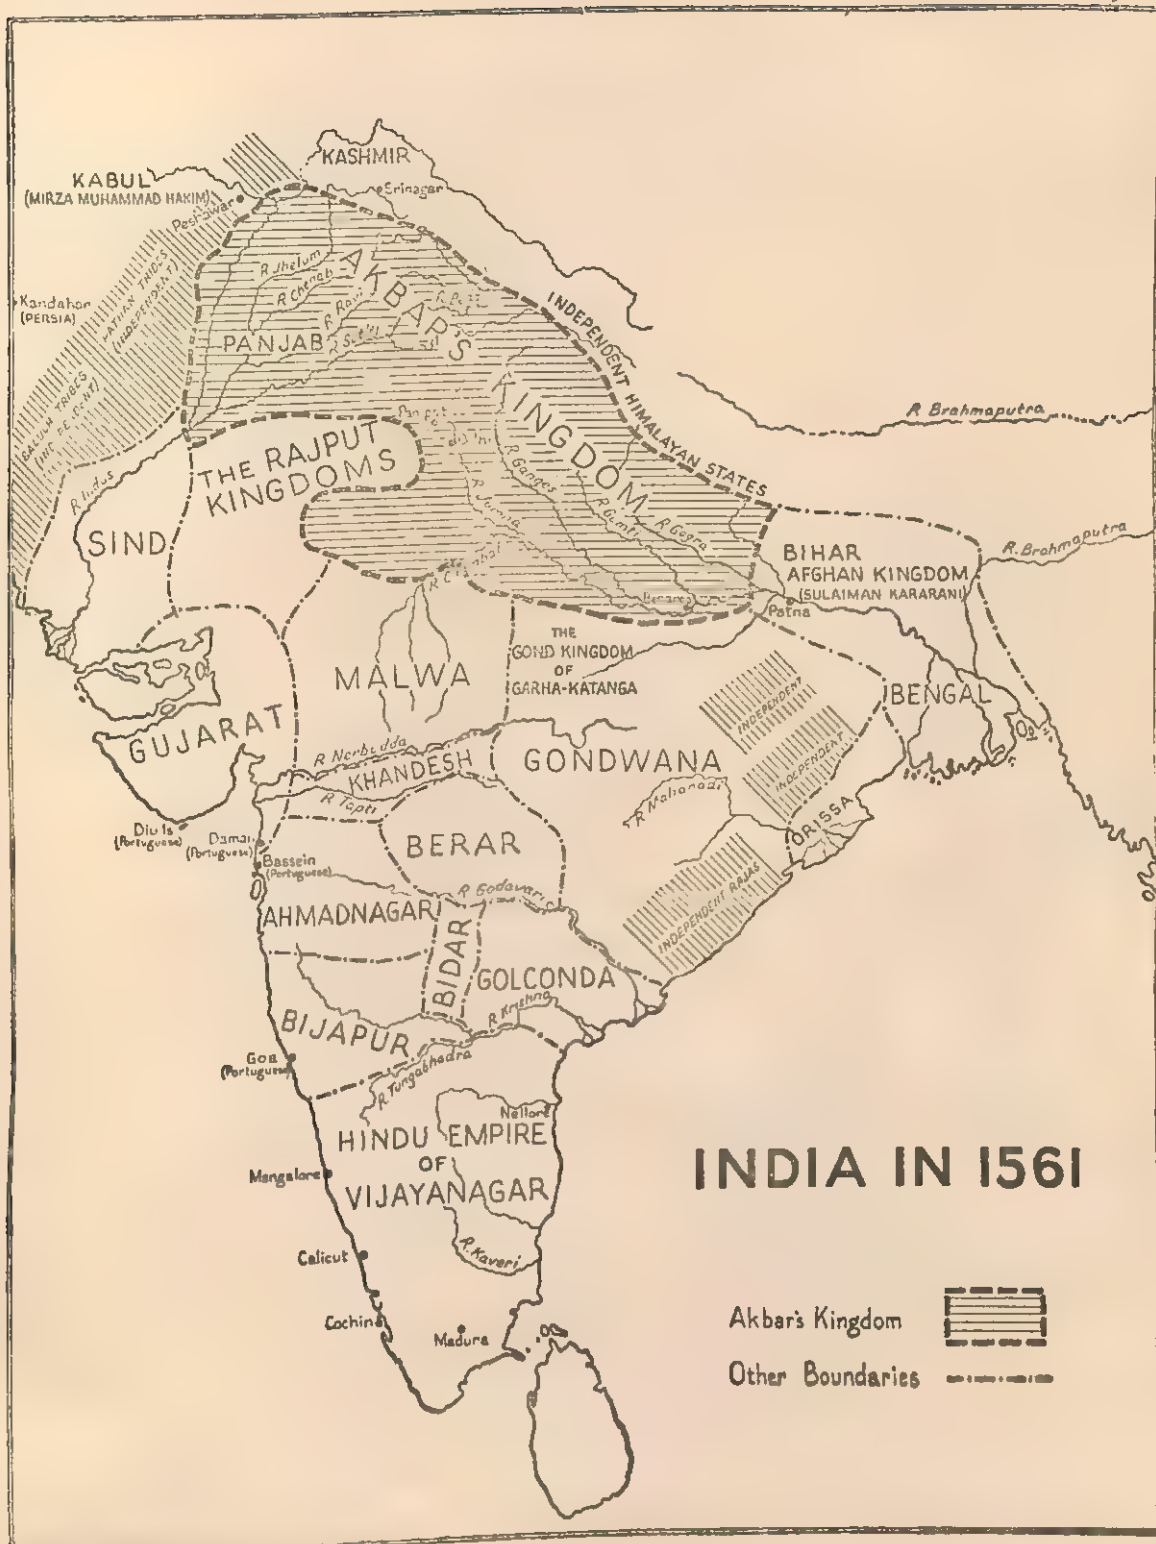 KASHMIR
Srinagar
KABUL
(MIRZA MUHAMMAD HAKIM)
Peshawar
Kandahar
(PERSIA)
PATHAN TRIBES
(INDEPENDENT)
BALUCH TRIBES
R Jhelum
R Chenab
R Ravi
PANJAB
AKBAR'S
KINGDOM
INDEPENDENT HIMALAYAN STATES
R Brahmaputra
Panipat
THE RAJPUT
KINGDOMS
R Ganges
R Jumna
R Gumti
R Gogra
R Indus
SIND
R Chambal
Benares
Patna
BIHAR
AFGHAN KINGDOM
(SULAIMAN KARARANI)
R. Brahmaputra
THE
GOND KINGDOM
OF
GARHA-KATANGA
MALWA
BENGAL
GUJARAT
INDEPENDENT
INDEPENDENT
R Narbudda
KHANDESH
GONDWANA
R Tapti
R Mahanadi
ORISSA
Diu Is
(Portuguese)
Daman
(Portuguese)
Bassein
(Portuguese)
BERAR
R Godavari
AHMADNAGAR
BIDAR
INDEPENDENT RAJAS
GOLCONDA
R Krishna
BIJAPUR
Goa
(Portuguese)
R Tungabhadra
Nellore
HINDU EMPIRE
OF
VIJAYANAGAR
Mangalore
R. Kaveri
Calicut
Cochin
Madura
INDIA IN 1561
Akbar's Kingdom
Other Boundaries